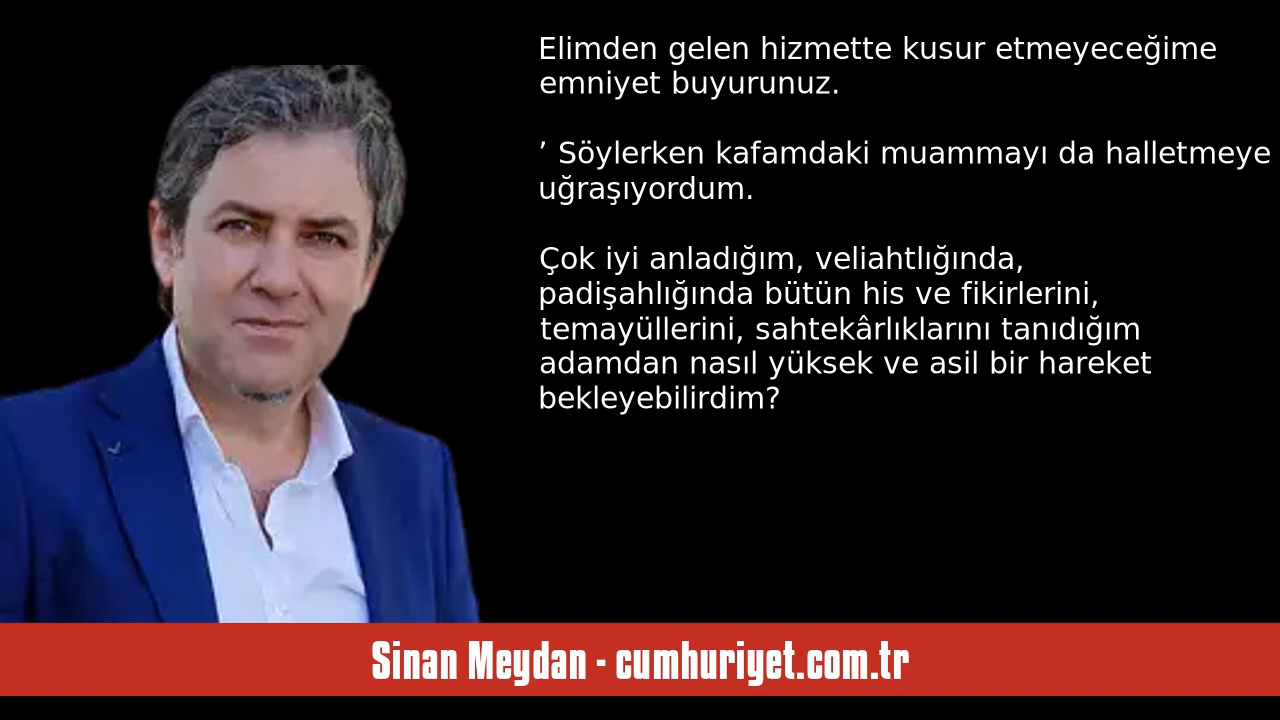 Elimden gelen hizmette kusur etmeyeceğime
emniyet buyurunuz.
’ Söylerken kafamdaki muammayı da halletmeye
uğraşıyordum.
Çok iyi anladığım, veliahtlığında,
padişahlığında bütün his ve fikirlerini,
temayüllerini, sahtekârlıklarını tanıdığım
adamdan nasıl yüksek ve asil bir hareket
bekleyebilirdim?
Sinan Meydan - cumhuriyet.com.tr